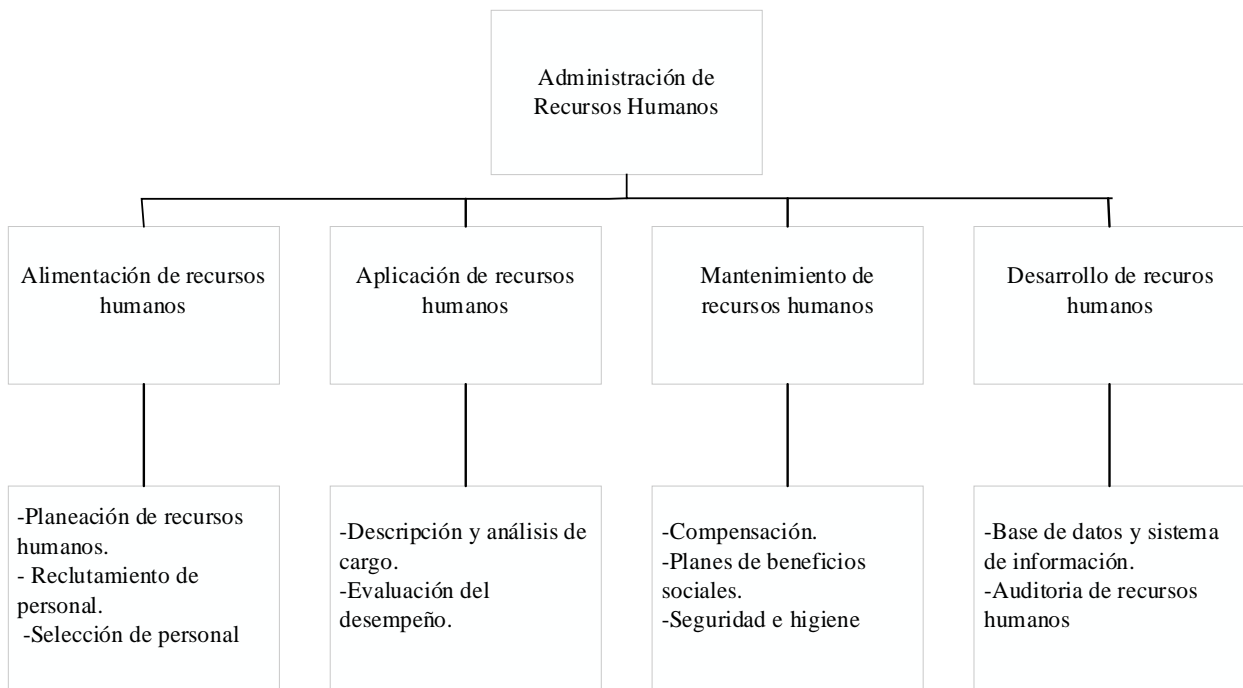 Administración de
Recursos Humanos
Alimentación de recursos
humanos
Aplicación de recursos
humanos
Mantenimiento de
recursos humanos
Desarrollo de recuros
humanos
-Planeación de recursos
humanos.
- Reclutamiento de
personal.
-Selección de personal
-Descripción y análisis de
cargo.
-Evaluación del
desempeño.
-Compensación.
-Planes de beneficios
sociales.
-Seguridad e higiene
-Base de datos y sistema
de información.
-Auditoria de recursos
humanos